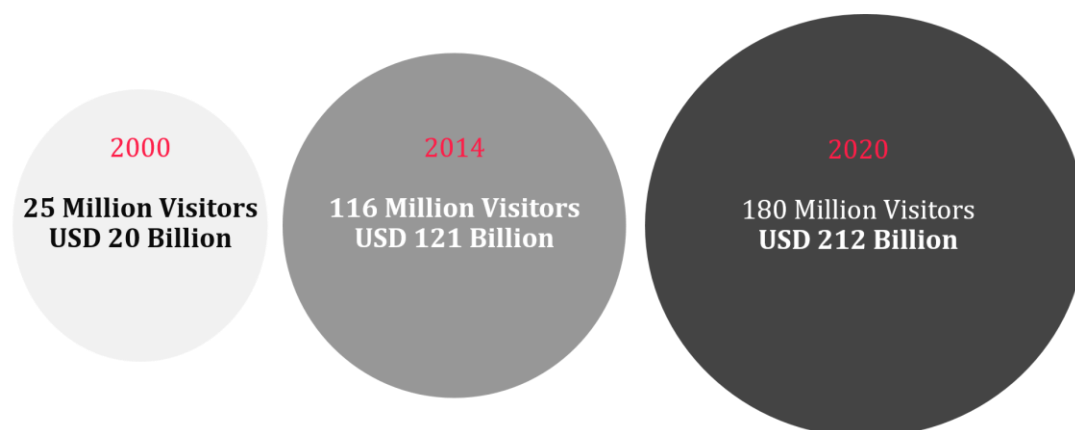 2000
25 Million Visitors
USD 20 Billion
2014
116 Million Visitors
USD 121 Billion
2020
180 Million Visitors
USD 212 Billion